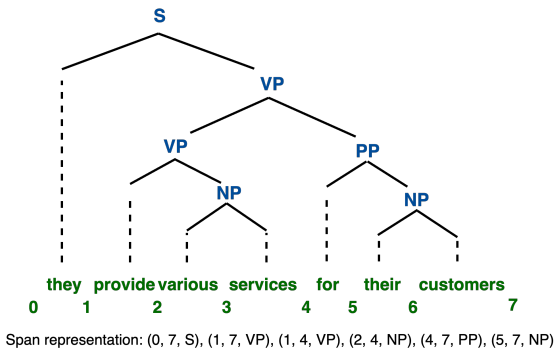 S
VP
VP
PP
NP
NP
they provide various services for their customers
0 1 2 3 4 5 6 7
Span representation: (0, 7, S), (1, 7, VP), (1, 4, VP), (2, 4, NP), (4, 7, PP), (5, 7, NP)